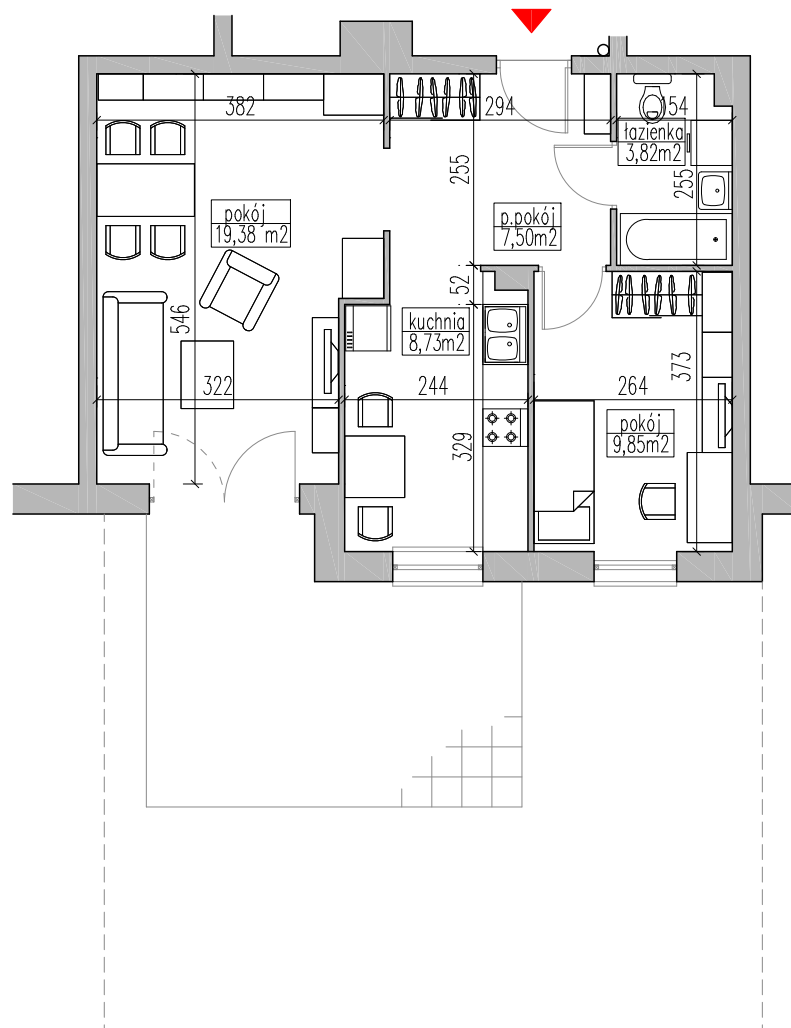 382
294
154
łazienka
3,82m2
255
255
pokój
19,38 m2
p.pokój
7,50m2
52
546
kuchnia
8,73m2
373
322
244
264
pokój
9,85m2
329